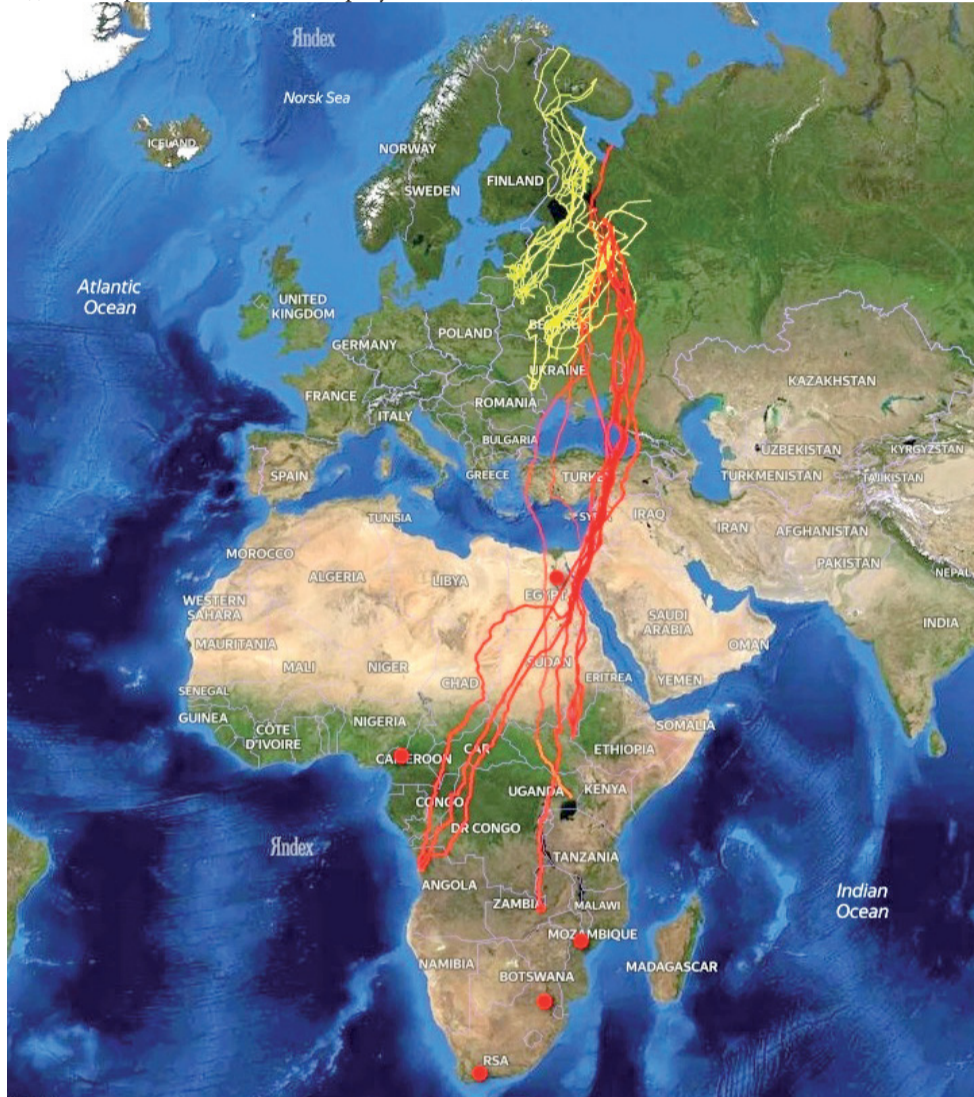 Яndex
Norsk Sea
ICELAND
NORWAY
FINLAND
SWEDEN
Atlantic
Ocean
UNITED
KINGDOM
POLAND
GERMANY
UKRAINE
KAZAKHSTAN
FRANCE
ROMANIA
ITALY
BULGARIA
UZBEKISTAN
KYRGYZSTAN
SPAIN
GREECE
TURKE
TURKMENISTAN
TAJIKISTAN
TUNISIA
SY
IRAQ
IRAN
AFGHANISTAN
MOROCCO
PAKISTAN
ALGERIA
LIBYA
NEPAL
EGYPT
WESTERN
SAHARA
SAUDI
ARABIA
INDIA
MAURITANIA
OMAN
MALI
NIGER
SUDAN
CHAD
ERITREA
YEMEN
SENEGAL
GUINEA
NIGERIA
SOMALIA
CÔTE
D'IVOIRE
CAR
ETHIOPIA
CAMEROON
UGANDA
KENYA
CONGO
DR CONGO
Яndex
TANZANIA
ANGOLA
Indian
Ocean
ZAMBIA
MALAWI
MOZAMBIQUE
NAMIBIA
MADAGASCAR
BOTSWANA
RSA